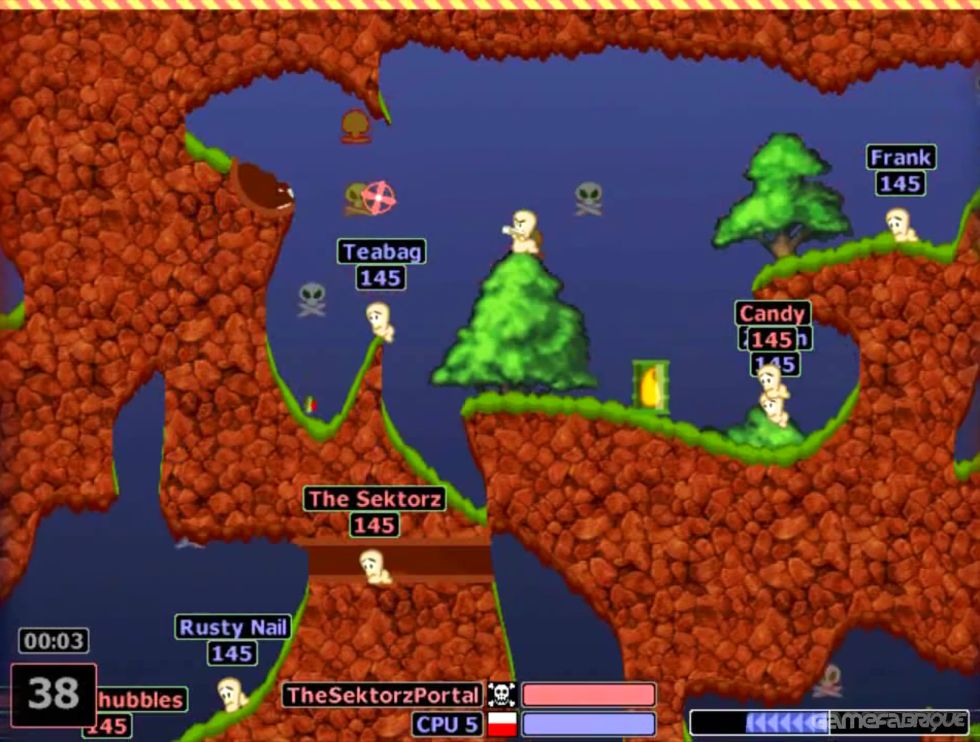 Frank
145
Teabag
145
Candy
145
145
The Sektorz
145
Rusty Nail
145
00:03
38
hubbles
145
TheSektorzPortal
CPU 5
GAMEFABRIQUE